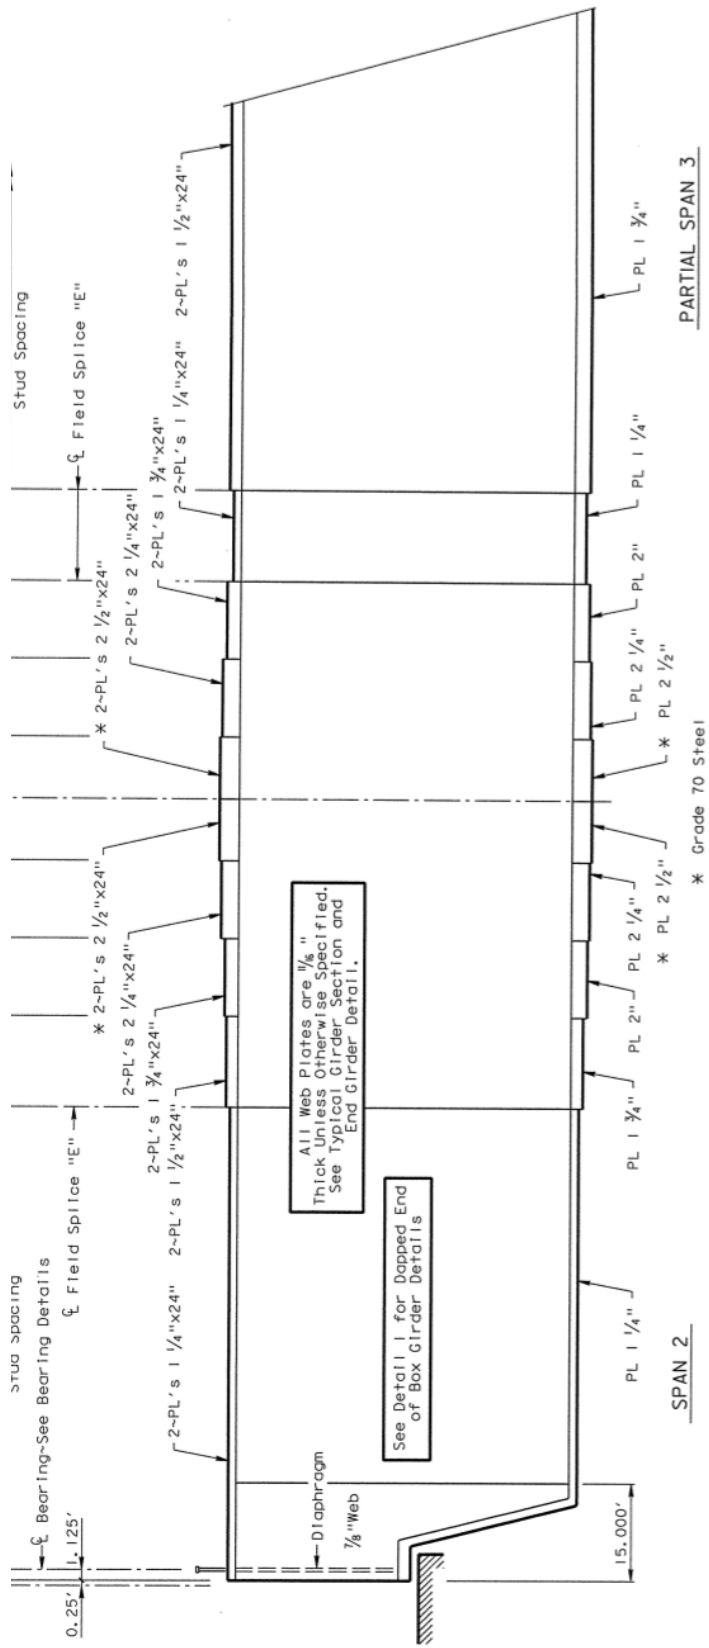 Stud Spacing
0.25'
1.125'
℄ Bearing~See Bearing Details
℄ Field Splice "E"
Stud Spacing
℄ Field Splice "E"
2~PL's 1 1/4"x24"
2~PL's 1 1/2"x24"
2~PL's 1 3/4"x24"
2~PL's 2 1/4"x24"
* 2~PL's 2 1/2"x24"
* 2~PL's 2 1/2"x24"
2~PL's 2 1/4"x24"
2~PL's 1 3/4"x24"
2~PL's 1 1/4"x24"
2~PL's 1 1/2"x24"
Diaphragm
7/8"Web
All Web Plates are 11/16"
Thick Unless Otherwise Specified.
See Typical Girder Section and
End Girder Detail.
See Detail 1 for Dapped End
of Box Girder Details
15.000'
PL 1 1/4"
PL 1 3/4"
PL 2"
PL 2 1/4"
* PL 2 1/2"
* PL 2 1/2"
PL 2 1/4"
PL 2"
PL 1 1/4"
PL 1 3/4"
* Grade 70 Steel
SPAN 2
PARTIAL SPAN 3